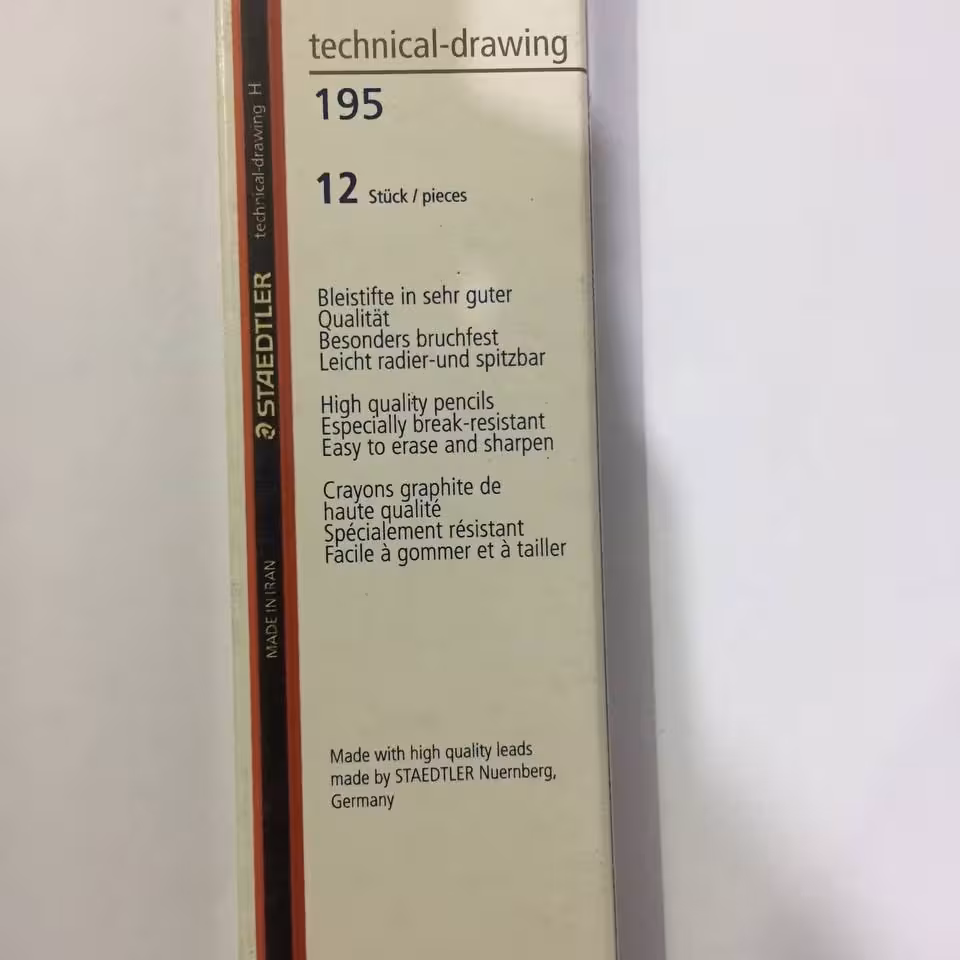 technical-drawing
195
12 Stück / pieces
Bleistifte in sehr guter
Qualität
Besonders bruchfest
Leicht radier-und spitzbar
High quality pencils
Especially break-resistant
Easy to erase and sharpen
Crayons graphite de
haute qualité
Spécialement résistant
Facile à gommer et à tailler
Made with high quality leads
made by STAEDTLER Nuernberg,
Germany
MADE IN IRAN STAEDTLER technical-drawing H